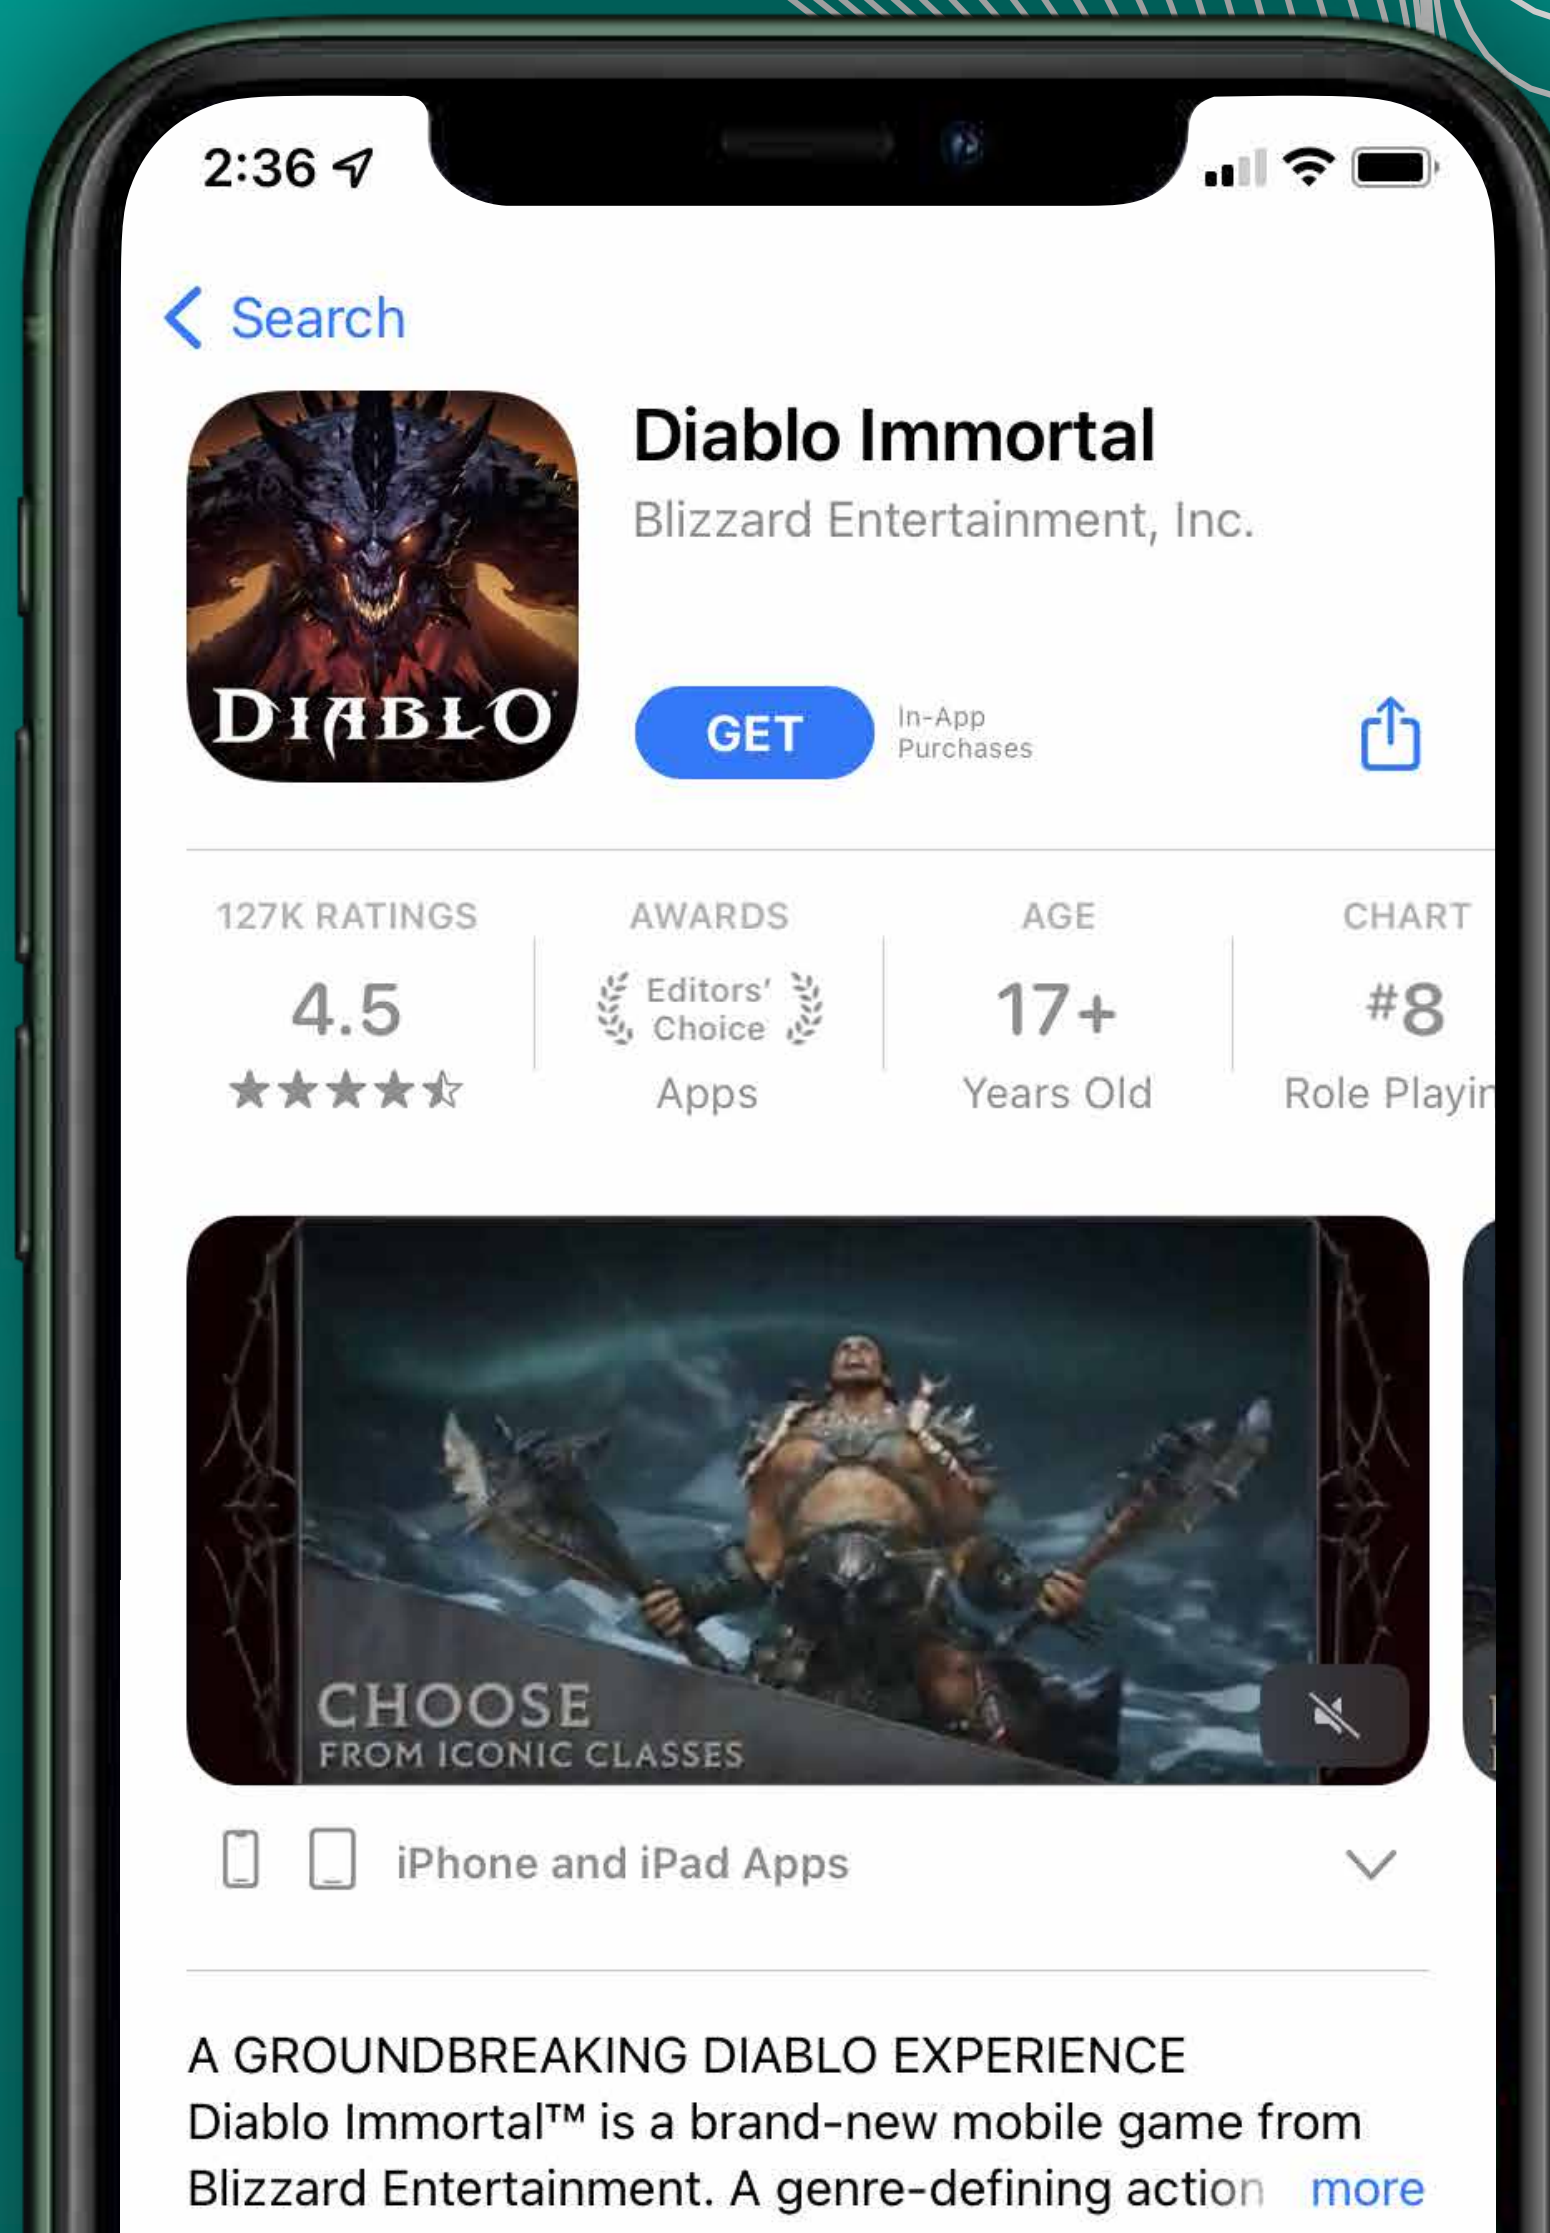 2:36
Search
DIABLO
Diablo Immortal
Blizzard Entertainment, Inc.
GET
In-App
Purchases
127K RATINGS
4.5
AWARDS
Editors’
Choice
Apps
AGE
17+
Years Old
CHART
#8
Role Playin
CHOOSE
FROM ICONIC CLASSES
iPhone and iPad Apps
A GROUNDBREAKING DIABLO EXPERIENCE
Diablo Immortal™ is a brand-new mobile game from
Blizzard Entertainment. A genre-defining action more